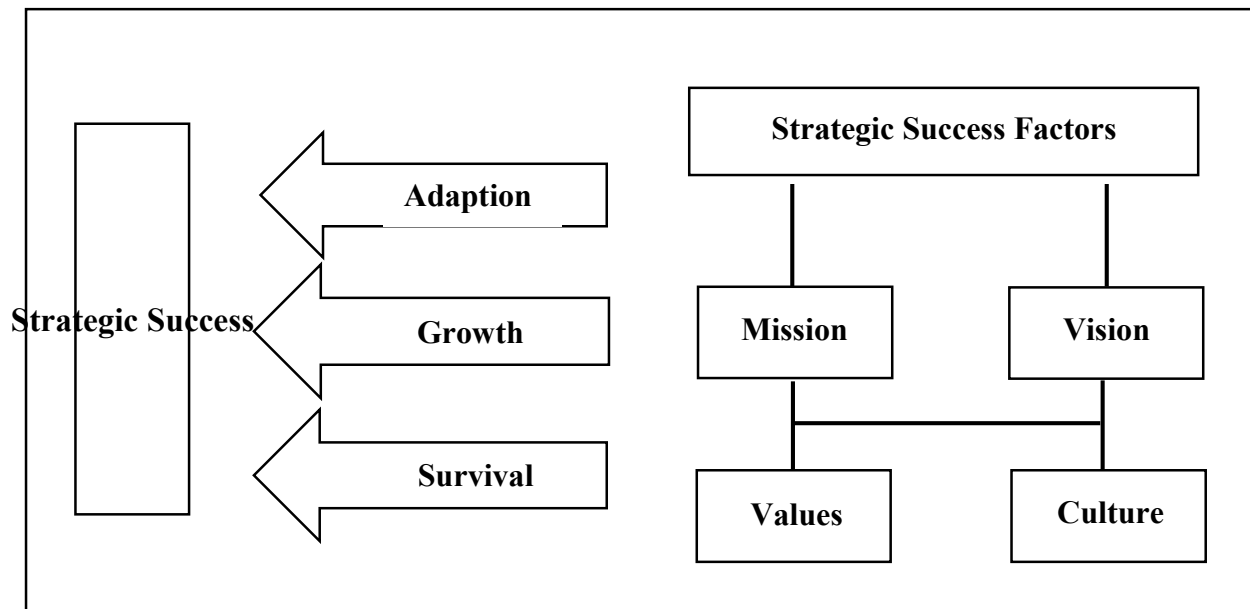 Strategic Success Factors
Adaption
Strategic Success
Growth
Mission
Vision
Survival
Values
Culture